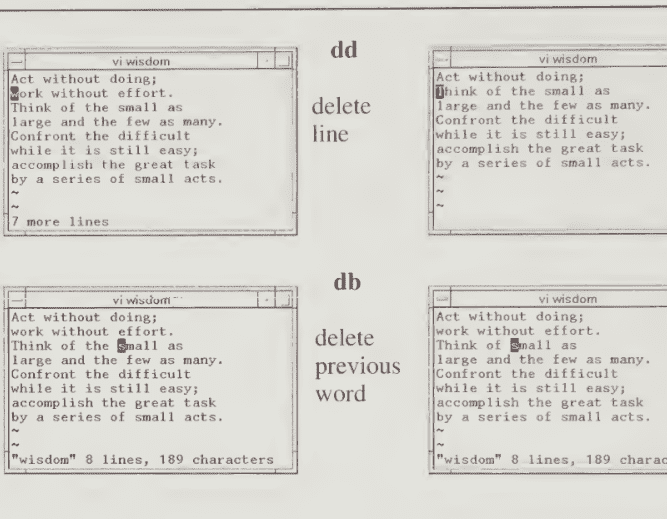 dd
delete
line
vi wisdom
Act without doing;
work without effort.
Think of the small as
large and the few as many.
Confront the difficult
while it is still easy;
accomplish the great task
by a series of small acts.
~
~
7 more lines
vi wisdom
Act without doing;
Think of the small as
large and the few as many.
Confront the difficult
while it is still easy;
accomplish the great task
by a series of small acts.
~
~
~
db
delete
previous
word
vi wisdom
Act without doing;
work without effort.
Think of the small as
large and the few as many.
Confront the difficult
while it is still easy;
accomplish the great task
by a series of small acts.
~
~
"wisdom" 8 lines, 189 characters
vi wisdom
Act without doing;
work without effort.
Think of small as
large and the few as many.
Confront the difficult
while it is still easy;
accomplish the great task
by a series of small acts.
~
~
"wisdom" 8 lines, 189 charac